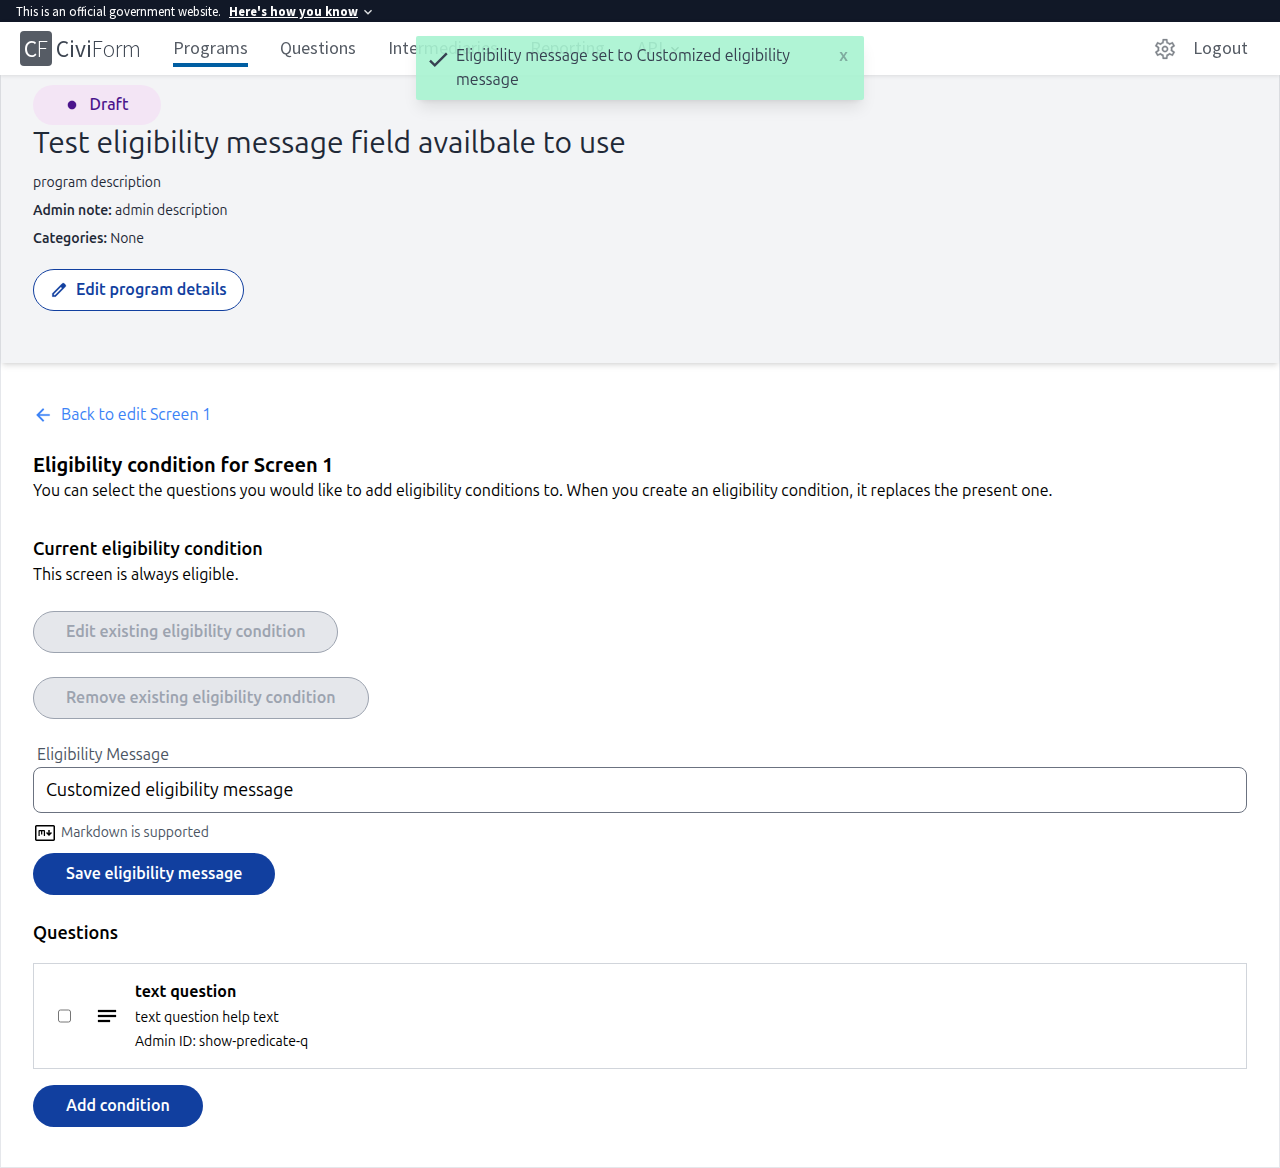 This is an official government website. Here's how you know
CF CiviForm Programs Questions Intermediaries Reporting API Logout
Eligibility message set to Customized eligibility message x
Draft
Test eligibility message field availbale to use
program description
Admin note: admin description
Categories: None
Edit program details
Back to edit Screen 1
Eligibility condition for Screen 1
You can select the questions you would like to add eligibility conditions to. When you create an eligibility condition, it replaces the present one.
Current eligibility condition
This screen is always eligible.
Edit existing eligibility condition
Remove existing eligibility condition
Eligibility Message
Customized eligibility message
Markdown is supported
Save eligibility message
Questions
text question
text question help text
Admin ID: show-predicate-q
Add condition